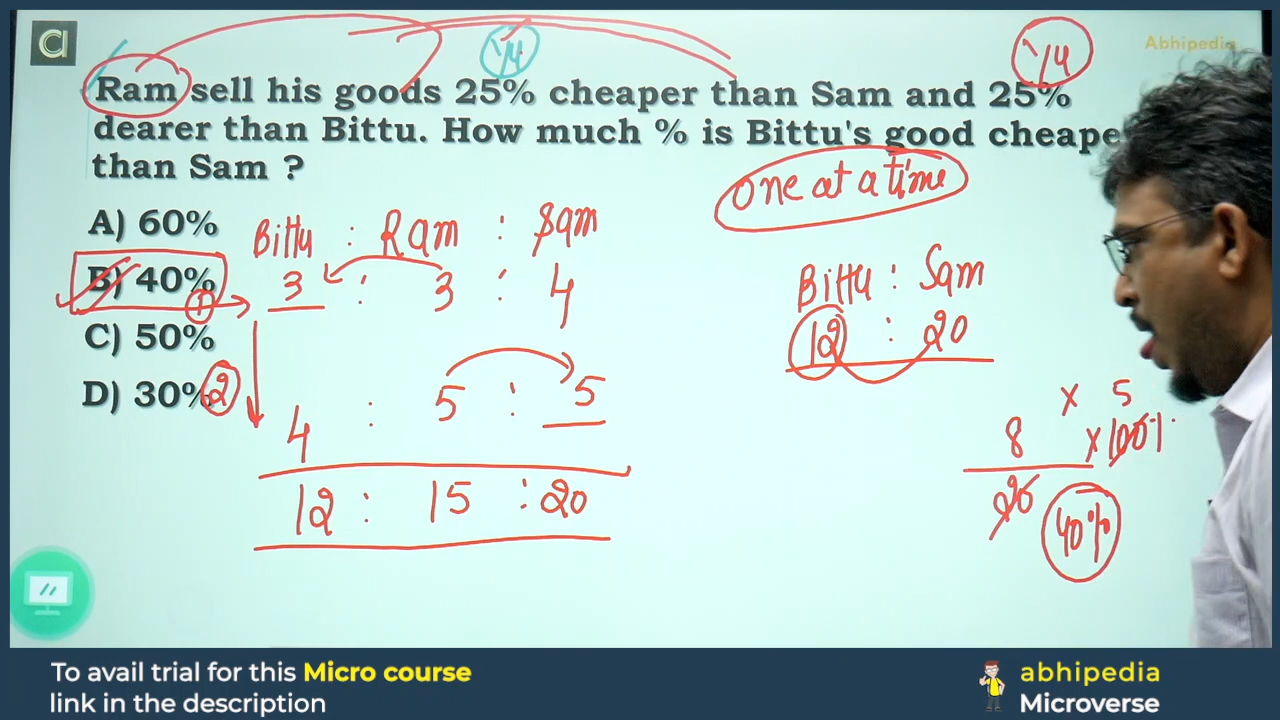 Abhipedia
1/4
1/4
Ram sell his goods 25% cheaper than Sam and 25%
dearer than Bittu. How much % is Bittu's good cheape
than Sam ?
one at a time
A) 60%
B) 40%
C) 50%
D) 30%
1
2
Bittu : Ram : Sam
3 : 3 : 4
4 : 5 : 5
12 : 15 : 20
Bittu : Sam
12 : 20
5
8 × 100%
20
40%
To avail trial for this Micro course
link in the description
abhipedia
Microverse